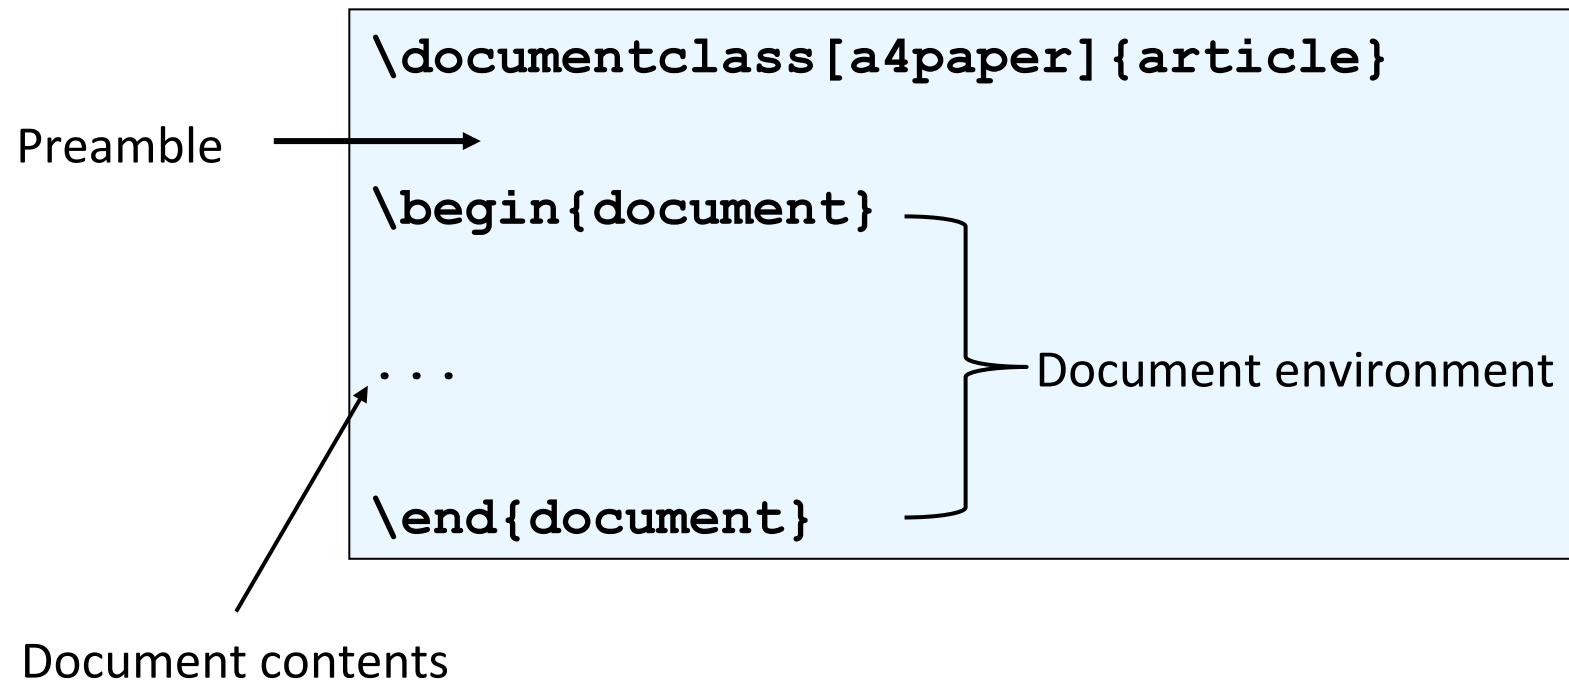 \documentclass[a4paper]{article}
Preamble
\begin{document}
...
Document environment
\end{document}
Document contents